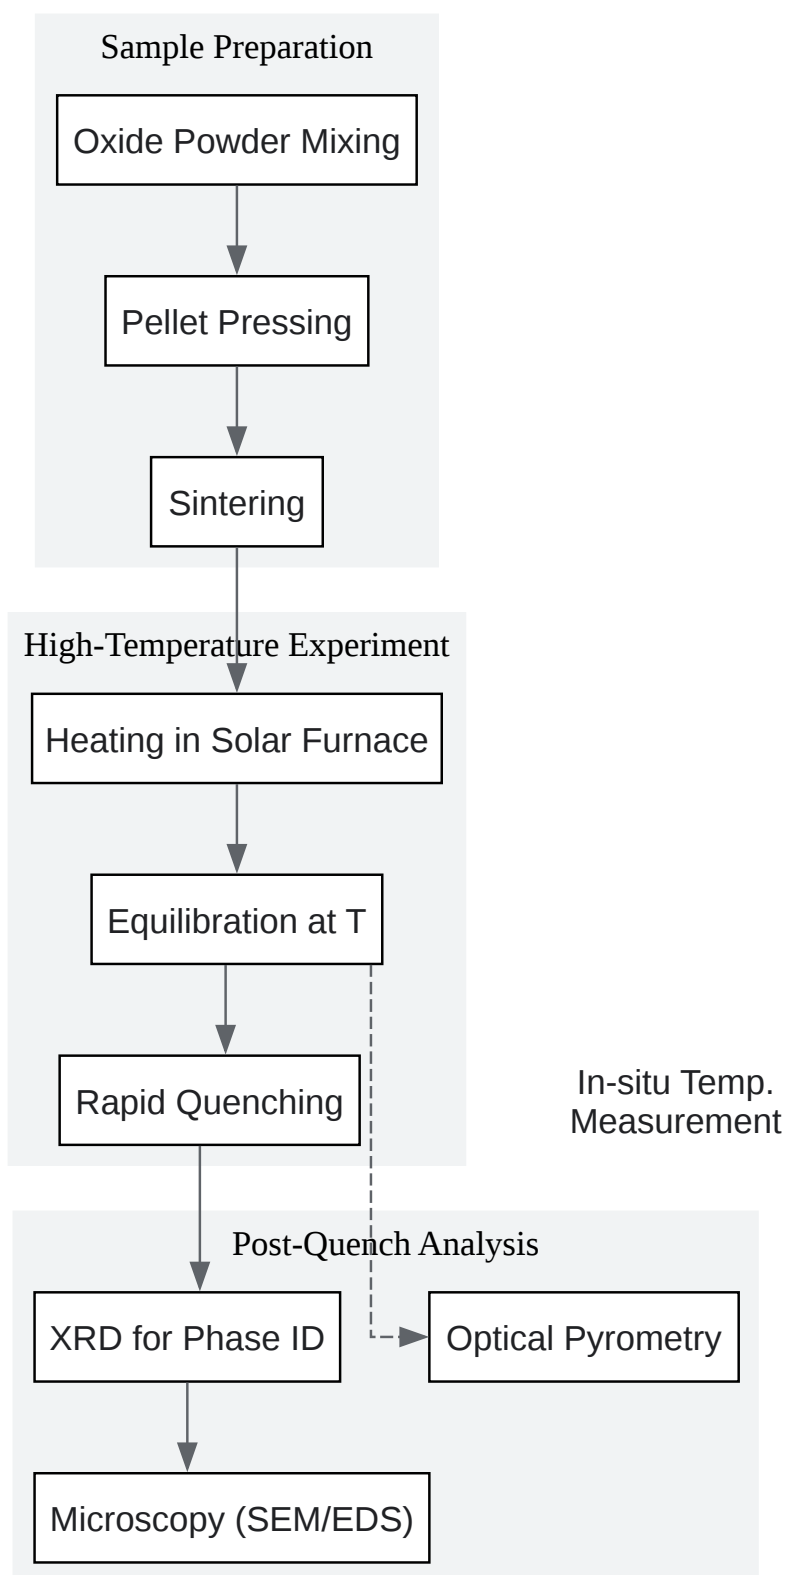 Sample Preparation
Oxide Powder Mixing
Pellet Pressing
Sintering
High-Temperature Experiment
Heating in Solar Furnace
Equilibration at T
Rapid Quenching
In-situ Temp.
Measurement
Post-Quench Analysis
XRD for Phase ID
Optical Pyrometry
Microscopy (SEM/EDS)